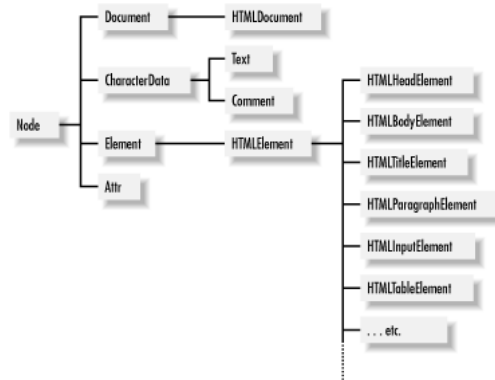 Document
HTMLDocument
Text
CharacterData
HTMLHeadElement
Comment
HTMLBodyElement
Node
Element
HTMLElement
HTMLTitleElement
Attr
HTMLParagraphElement
HTMLInputElement
HTMLTableElement
. . . etc.